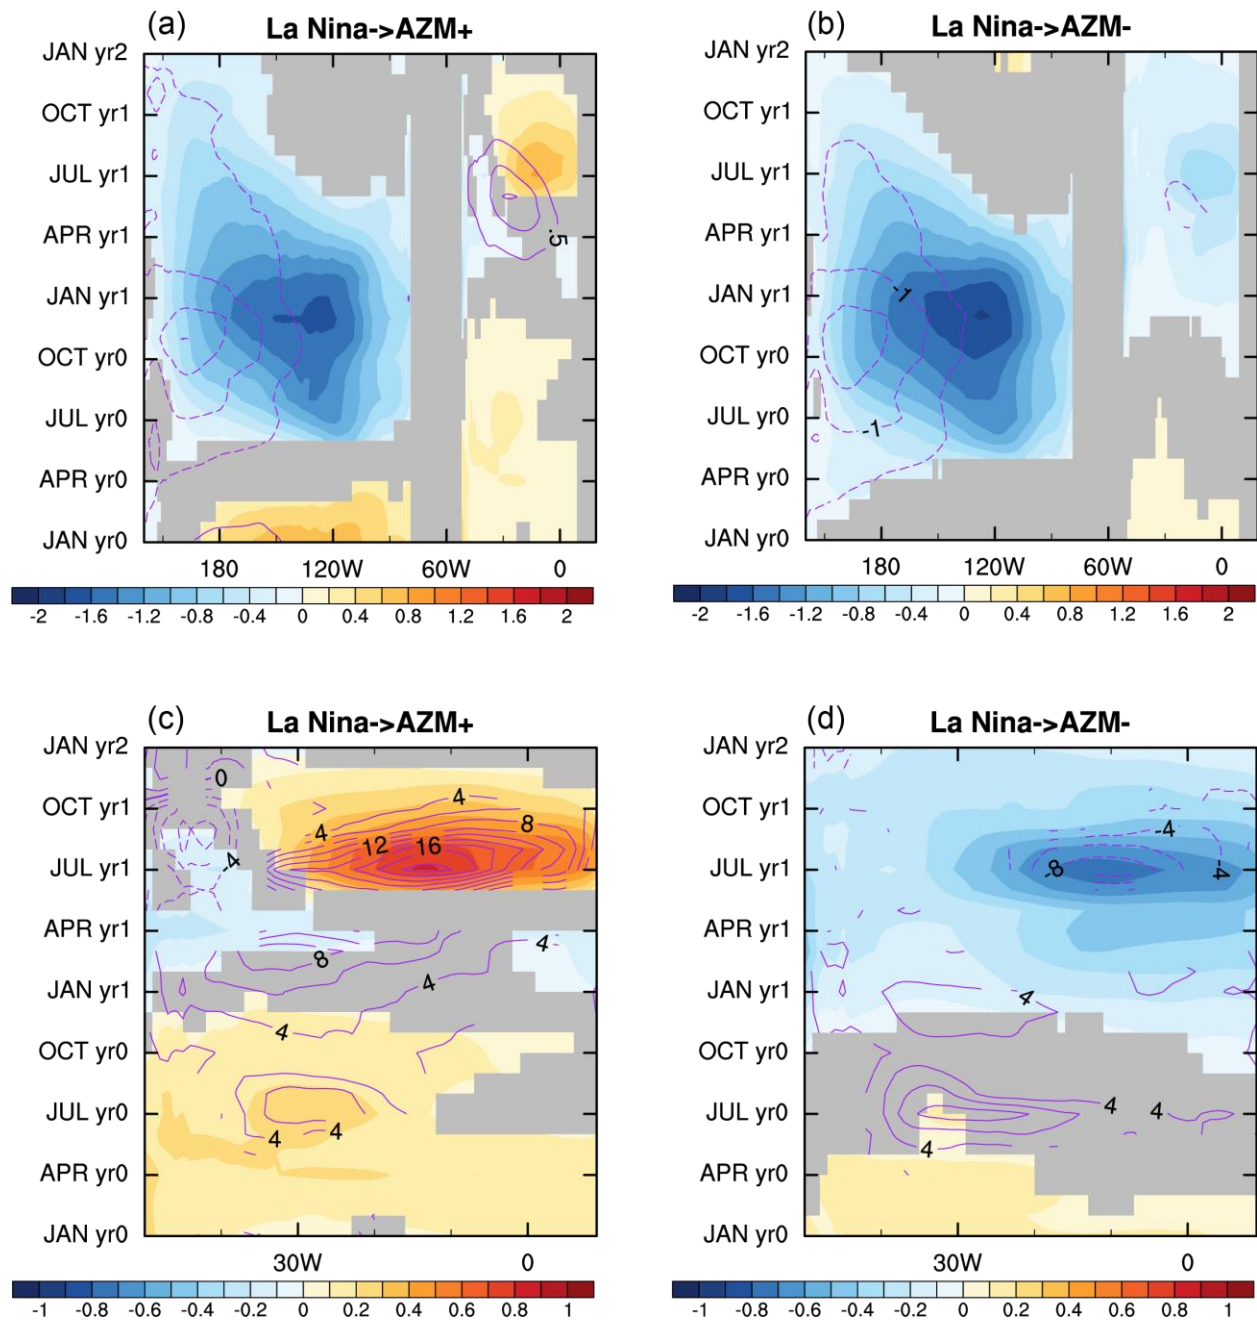 (a) La Nina->AZM+
JAN yr2
OCT yr1
JUL yr1
APR yr1
JAN yr1
OCT yr0
JUL yr0
APR yr0
JAN yr0
.5
180 120W 60W 0
-2 -1.6 -1.2 -0.8 -0.4 0 0.4 0.8 1.2 1.6 2
(b) La Nina->AZM-
JAN yr2
OCT yr1
JUL yr1
APR yr1
JAN yr1
OCT yr0
JUL yr0
APR yr0
JAN yr0
-1
-1
180 120W 60W 0
-2 -1.6 -1.2 -0.8 -0.4 0 0.4 0.8 1.2 1.6 2
(c) La Nina->AZM+
JAN yr2
OCT yr1
JUL yr1
APR yr1
JAN yr1
OCT yr0
JUL yr0
APR yr0
JAN yr0
0
4
4 8
12 16
-4
4
8
4
4
4 4
30W 0
-1 -0.8 -0.6 -0.4 -0.2 0 0.2 0.4 0.6 0.8 1
(d) La Nina->AZM-
JAN yr2
OCT yr1
JUL yr1
APR yr1
JAN yr1
OCT yr0
JUL yr0
APR yr0
JAN yr0
-4
-8 -4
4
4 4
4
30W 0
-1 -0.8 -0.6 -0.4 -0.2 0 0.2 0.4 0.6 0.8 1